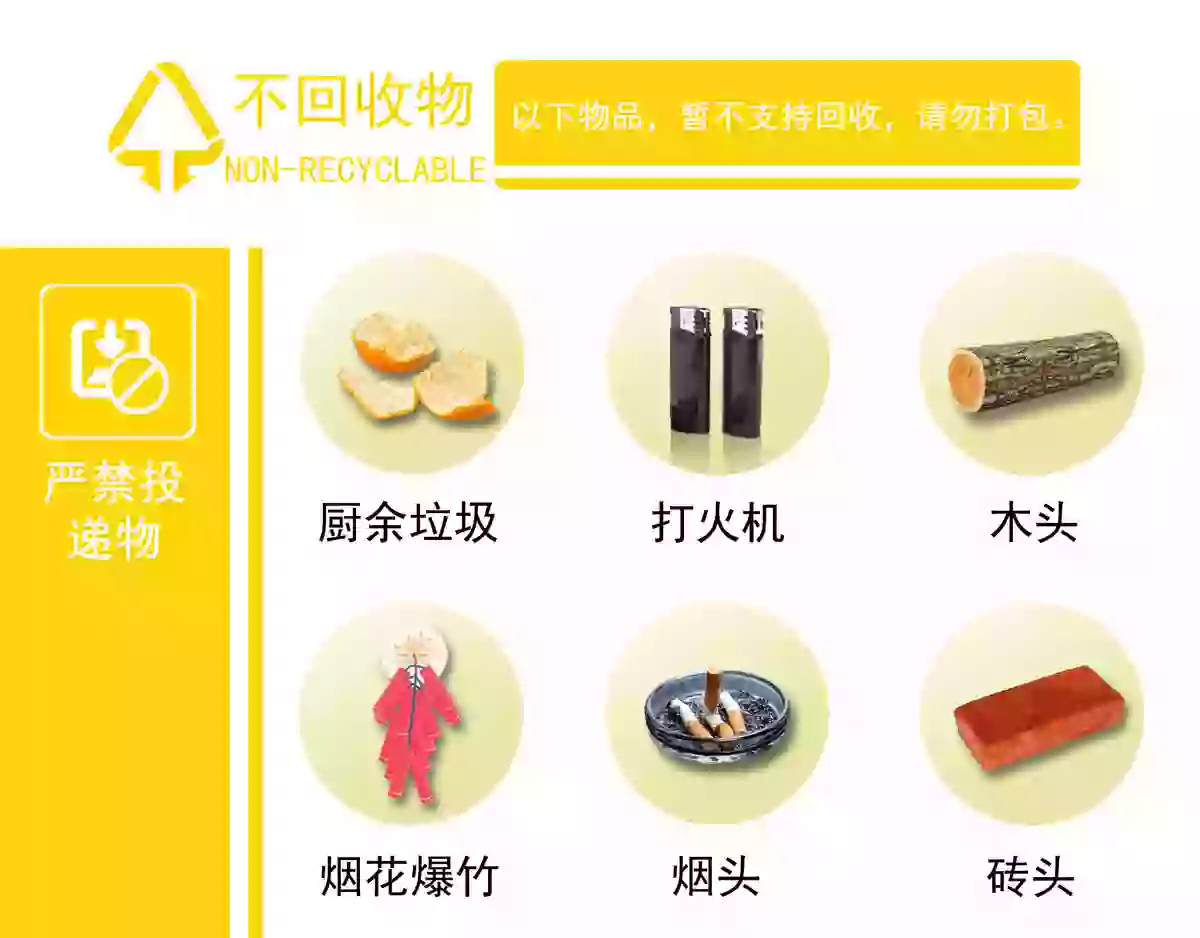 不回收物
NON-RECYCLABLE
以下物品，暂不支持回收，请勿打包。
严禁投
递物
厨余垃圾
打火机
木头
烟花爆竹
烟头
砖头